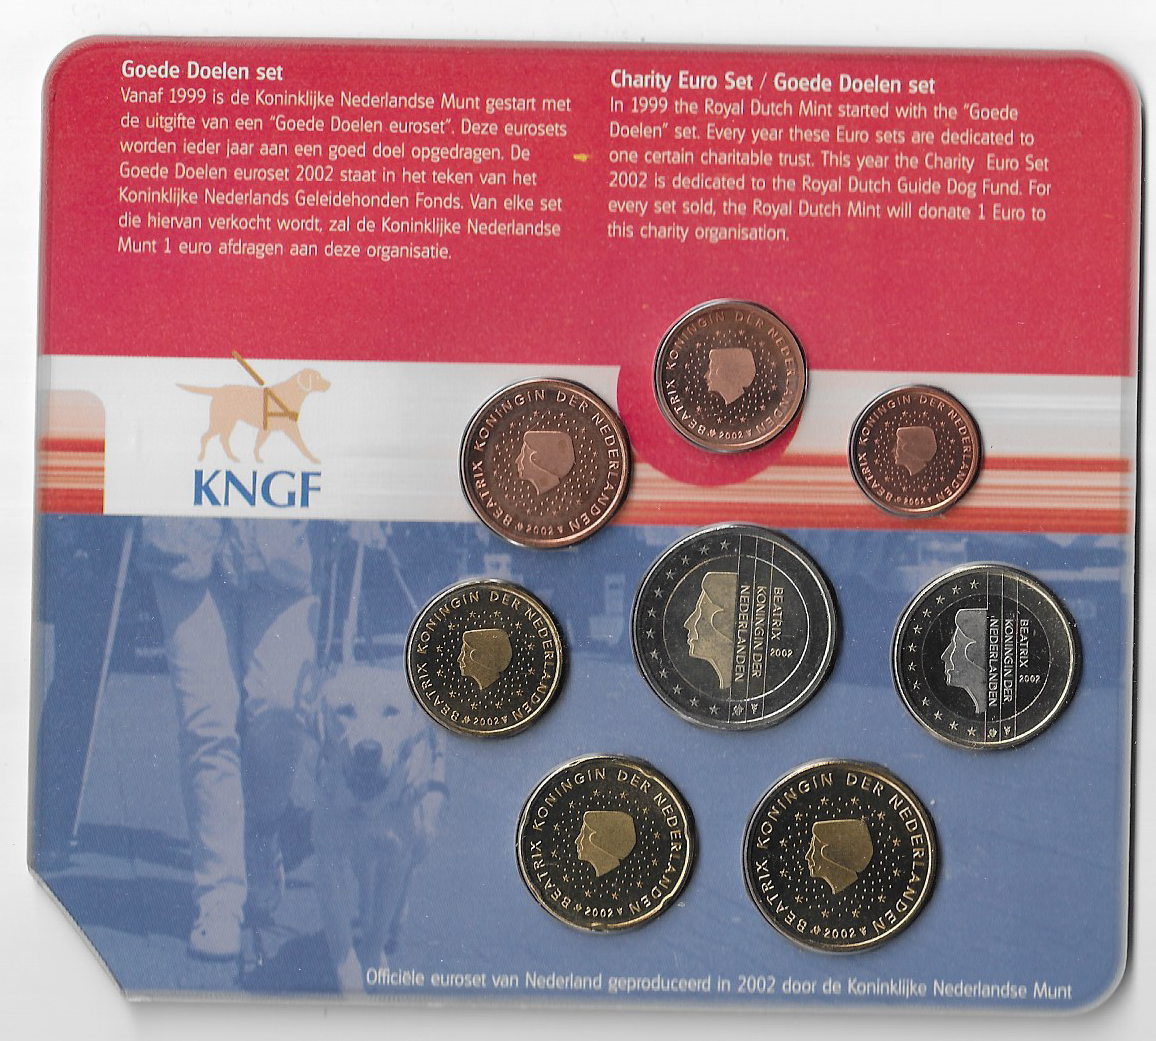 Goede Doelen set
Vanaf 1999 is de Koninklijke Nederlandse Munt gestart met
de uitgifte van een "Goede Doelen euroset". Deze eurosets
worden ieder jaar aan een goed doel opgedragen. De
Goede Doelen euroset 2002 staat in het teken van het
Koninklijke Nederlands Geleidehonden Fonds. Van elke set
die hiervan verkocht wordt, zal de Koninklijke Nederlandse
Munt 1 euro afdragen aan deze organisatie.
Charity Euro Set / Goede Doelen set
In 1999 the Royal Dutch Mint started with the "Goede
Doelen" set. Every year these Euro sets are dedicated to
one certain charitable trust. This year the Charity Euro Set
2002 is dedicated to the Royal Dutch Guide Dog Fund. For
every set sold, the Royal Dutch Mint will donate 1 Euro to
this charity organisation.
KNGF
BEATRIX KONINGIN DER NEDERLANDEN
2002
BEATRIX KONINGIN DER NEDERLANDEN
2002
BEATRIX KONINGIN DER NEDERLANDEN
2002
BEATRIX KONINGIN DER NEDERLANDEN
2002
BEATRIX
KONINGIN DER
NEDERLANDEN
2002
BEATRIX
KONINGIN DER
NEDERLANDEN
2002
BEATRIX KONINGIN DER NEDERLANDEN
2002
BEATRIX KONINGIN DER NEDERLANDEN
2002
Officiële euroset van Nederland geproduceerd in 2002 door de Koninklijke Nederlandse Munt